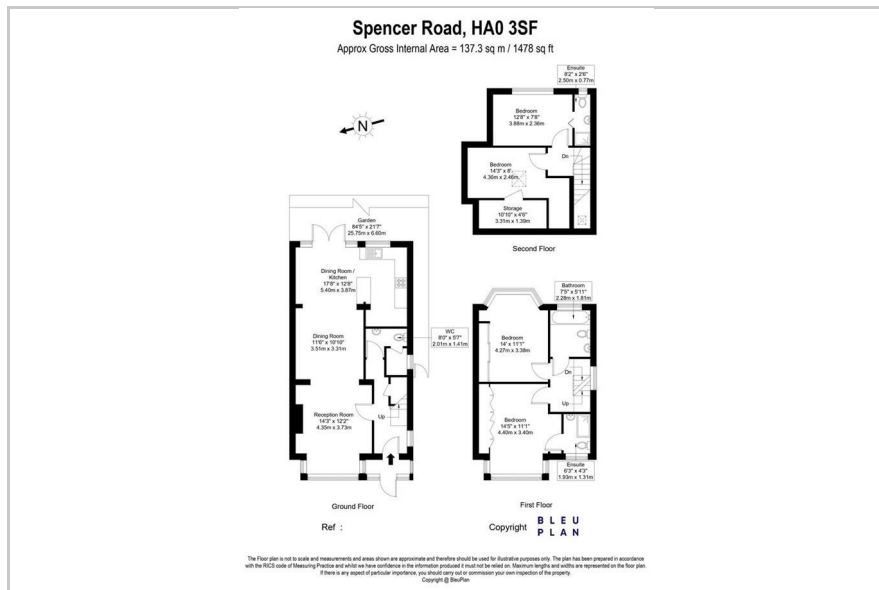 Spencer Road, HA0 3SF
Approx Gross Internal Area = 137.3 sq m / 1478 sq ft
N
Ensuite
8'2" x 2'6"
2.50m x 0.77m
Bedroom
12'8" x 7'8"
3.88m x 2.36m
Dn
Bedroom
14'3" x 8'
4.36m x 2.46m
Storage
10'10" x 4'6"
3.31m x 1.39m
Second Floor
Garden
84'5" x 21'7"
25.75m x 6.60m
Dining Room /
Kitchen
17'8" x 12'8"
5.40m x 3.87m
Dining Room
11'6" x 10'10"
3.51m x 3.31m
WC
8'0" x 5'7"
2.01m x 1.41m
Reception Room
14'3" x 12'2"
4.35m x 3.73m
Up
Ground Floor
Bathroom
7'5" x 5'11"
2.28m x 1.81m
Bedroom
14' x 11'1"
4.27m x 3.38m
Dn
Up
Bedroom
14'5" x 11'1"
4.40m x 3.40m
Ensuite
6'3" x 4'3"
1.93m x 1.31m
First Floor
Ref :
Copyright
BLEU
PLAN
The Floor plan is not to scale and measurements and areas shown are approximate and therefore should be used for illustrative purposes only. The plan has been prepared in accordance
with the RICS code of Measuring Practice and whilst we have confidence in the information produced it must not be relied on. Maximum lengths and widths are represented on the floor plan.
If there is any aspect of particular importance, you should carry out or commission your own inspection of the property.
Copyright @ BleuPlan